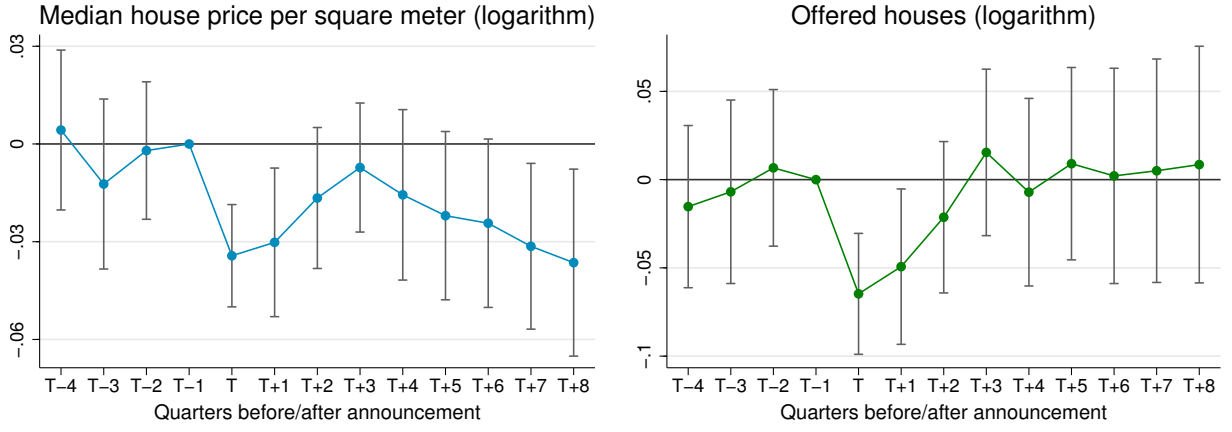 Median house price per square meter (logarithm)
.03
0
-.03
-.06
T-4 T-3 T-2 T-1 T T+1 T+2 T+3 T+4 T+5 T+6 T+7 T+8
Quarters before/after announcement
Offered houses (logarithm)
.05
0
-.05
-.1
T-4 T-3 T-2 T-1 T T+1 T+2 T+3 T+4 T+5 T+6 T+7 T+8
Quarters before/after announcement